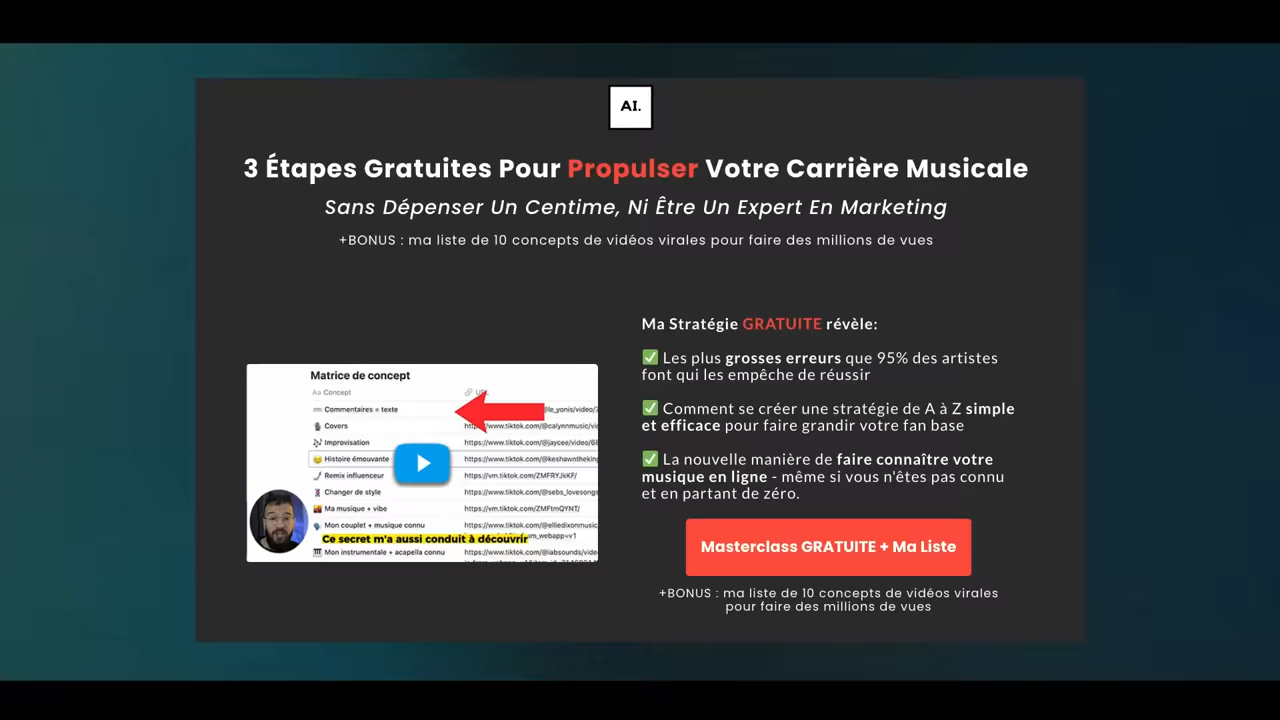 AI.
3 Étapes Gratuites Pour Propulser Votre Carrière Musicale
Sans Dépenser Un Centime, Ni Être Un Expert En Marketing
+BONUS : ma liste de 10 concepts de vidéos virales pour faire des millions de vues
Matrice de concept
Aa Concept
URL
Commentaires = texte
Covers
https://www.tiktok.com/@calynnmusic/vid
Improvisation
https://www.tiktok.com/@jaycee/video/68
Histoire émouvante
https://www.tiktok.com/@keshawntheking
Remix influenceur
https://vm.tiktok.com/ZMFRYJkKF/
Changer de style
https://www.tiktok.com/@sebs_lovesongs
Ma musique + vibe
https://vm.tiktok.com/ZMFtmQYNT/
Mon couplet + musique connu
https://www.tiktok.com/@elliedixonmusic,
Ce secret m'a aussi conduit à découvrir
Mon instrumentale + acapella connu
https://www.tiktok.com/@iabsounds/video
Ma Stratégie GRATUITE révèle:
✅ Les plus grosses erreurs que 95% des artistes
font qui les empêche de réussir
✅ Comment se créer une stratégie de A à Z simple
et efficace pour faire grandir votre fan base
✅ La nouvelle manière de faire connaître votre
musique en ligne - même si vous n'êtes pas connu
et en partant de zéro.
Masterclass GRATUITE + Ma Liste
+BONUS : ma liste de 10 concepts de vidéos virales
pour faire des millions de vues